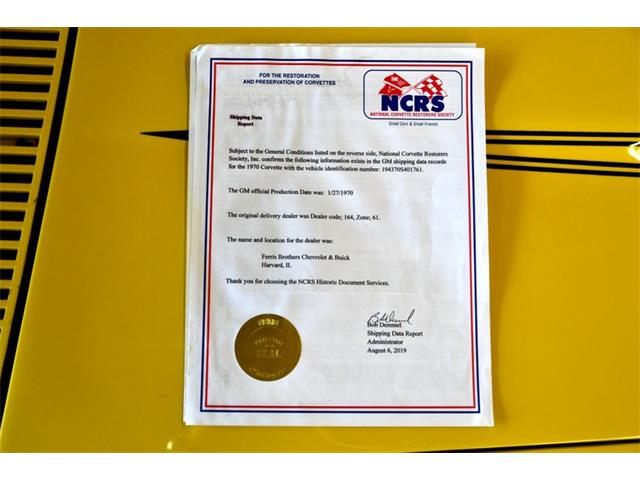 FOR THE RESTORATION
AND PRESERVATION OF CORVETTES
NCRS
NATIONAL CORVETTE RESTORERS SOCIETY
Great Cars & Great Friends
Shipping Data
Report
Subject to the General Conditions listed on the reverse side, National Corvette Restorers
Society, Inc. confirms the following information exists in the GM shipping data records
for the 1970 Corvette with the vehicle identification number: 194370S401761.
The GM official Production Date was: 1/27/1970
The original delivery dealer was Dealer code; 164, Zone; 61.
The name and location for the dealer was:
Ferris Brothers Chevrolet & Buick
Harvard, IL
Thank you for choosing the NCRS Historic Document Services.
Bob Demmel
Shipping Data Report
Administrator
August 6, 2019
SEAL